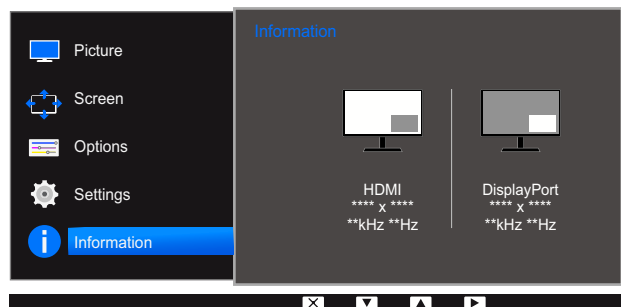 Information
Picture
Screen
Options
Settings
Information
HDMI
**** x ****
**kHz **Hz
DisplayPort
**** x ****
**kHz **Hz